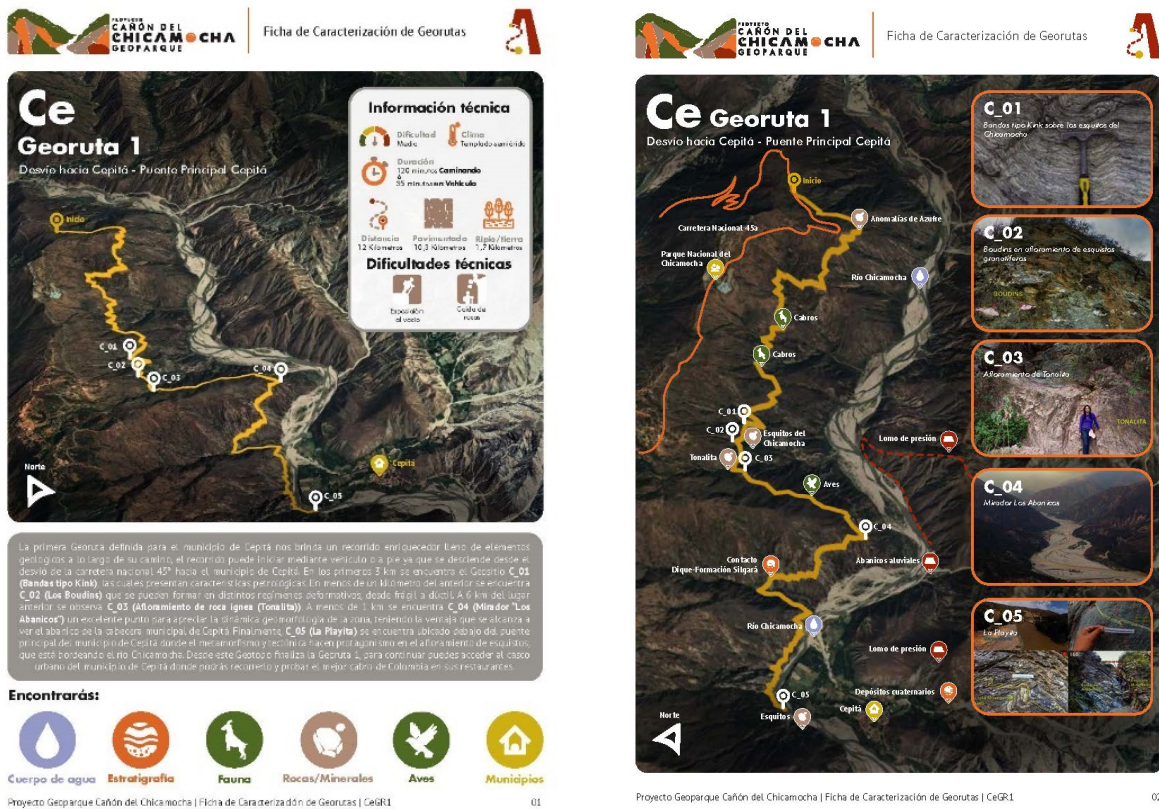 PROYECTO
CAÑÓN DEL
CHICAMOCHA
GEOPARQUE
Ficha de Caracterización de Georutas
Ce
Georuta 1
Desvío hacia Cepitá - Puente Principal Cepitá
Información técnica
Dificultad
Media
Clima
Templado semiárido
Duración
120 minutos Caminando
ó
35 minutos en Vehículo
Distancia
12 Kilómetros
Pavimentado
10,3 Kilómetros
Ripio/tierra
1,7 Kilómetros
Dificultades técnicas
Exposición
al vacío
Caída de
rocas
Inicio
C_01
C_02
C_03
C_04
Cepitá
C_05
Norte
La primera Georuta definida para el municipio de Cepitá nos brinda un recorrido enriquecedor lleno de elementos
geológicos a lo largo de su camino, el recorrido puede iniciar mediante vehículo o a pie ya que se desciende desde el
desvío de la carretera nacional 45ª hacia el municipio de Cepitá. En los primeros 3 km se encuentra el Geositio C_01
(Bandas tipo Kink), las cuales presentan características petrológicas. En menos de un kilómetro del anterior se encuentra
C_02 (Los Boudins) que se pueden formar en distintos regímenes deformativos, desde frágil a dúctil. A 6 km del lugar
anterior se observa C_03 (Afloramiento de roca ígnea (Tonalita)). A menos de 1 km se encuentra C_04 (Mirador "Los
Abanicos") un excelente punto para apreciar la dinámica geomorfología de la zona, teniendo la ventaja que se alcanza a
ver el abanico de la cabecera municipal de Cepitá. Finalmente, C_05 (La Playita) se encuentra ubicado debajo del puente
principal del municipio de Cepitá donde el metamorfismo y tectónica hacen protagonismo en el afloramiento de esquistos,
que está bordeando el río Chicamocha. Desde este Geotopo finaliza la Georuta 1, para continuar puedes acceder al casco
urbano del municipio de Cepitá donde podrás recorrerlo y probar el mejor cabro de Colombia en sus restaurantes.
Encontrarás:
Cuerpo de agua
Estratigrafía
Fauna
Rocas/Minerales
Aves
Municipios
Proyecto Geoparque Cañón del Chicamocha | Ficha de Caracterización de Georutas | CeGR1
01
PROYECTO
CAÑÓN DEL
CHICAMOCHA
GEOPARQUE
Ficha de Caracterización de Georutas
Ce Georuta 1
Desvío hacia Cepitá - Puente Principal Cepitá
Inicio
Carretera Nacional 45a
Anomalías de Azufre
Parque Nacional del
Chicamocha
Río Chicamocha
Cabros
Cabros
C_01
C_02
Esquitos del
Chicamocha
Tonalita
C_03
Lomo de presión
Aves
C_04
Contacto
Dique-Formación Silgará
Abanicos aluviales
Río Chicamocha
Lomo de presión
C_05
Depósitos cuaternarios
Esquitos
Cepitá
Norte
C_01
Bandas tipo Kink sobre los esquitos del
Chicamocha
C_02
Boudins en afloramiento de esquistos
granatíferos
BOUDINS
C_03
Afloramiento de Tonalita
TONALITA
C_04
Mirador Los Abanicos
C_05
La Playita
Proyecto Geoparque Cañón del Chicamocha | Ficha de Caracterización de Georutas | CeGR1
02